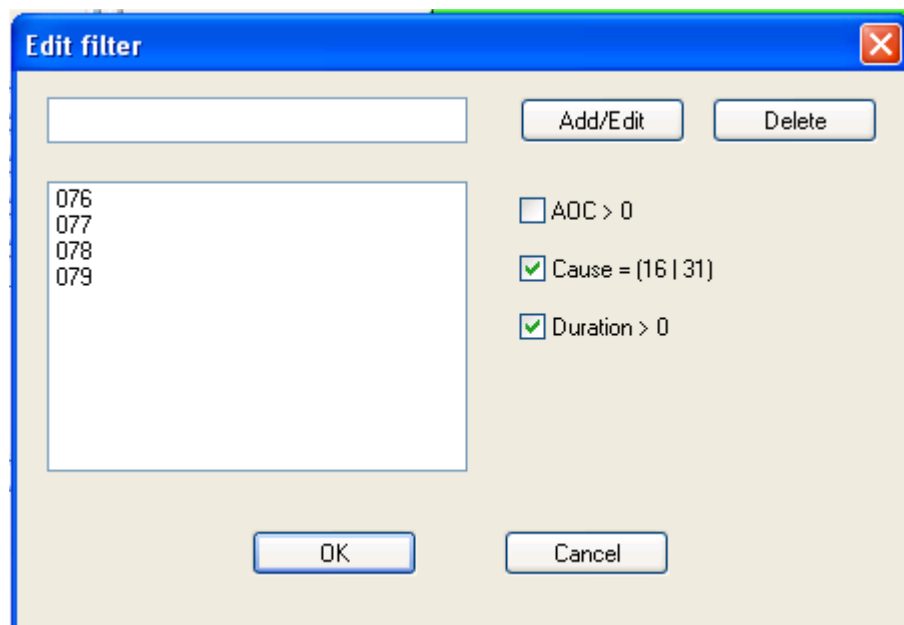 Edit filter
Add/Edit
Delete
076
077
078
079
AOC > 0
Cause = (16 | 31)
Duration > 0
OK
Cancel